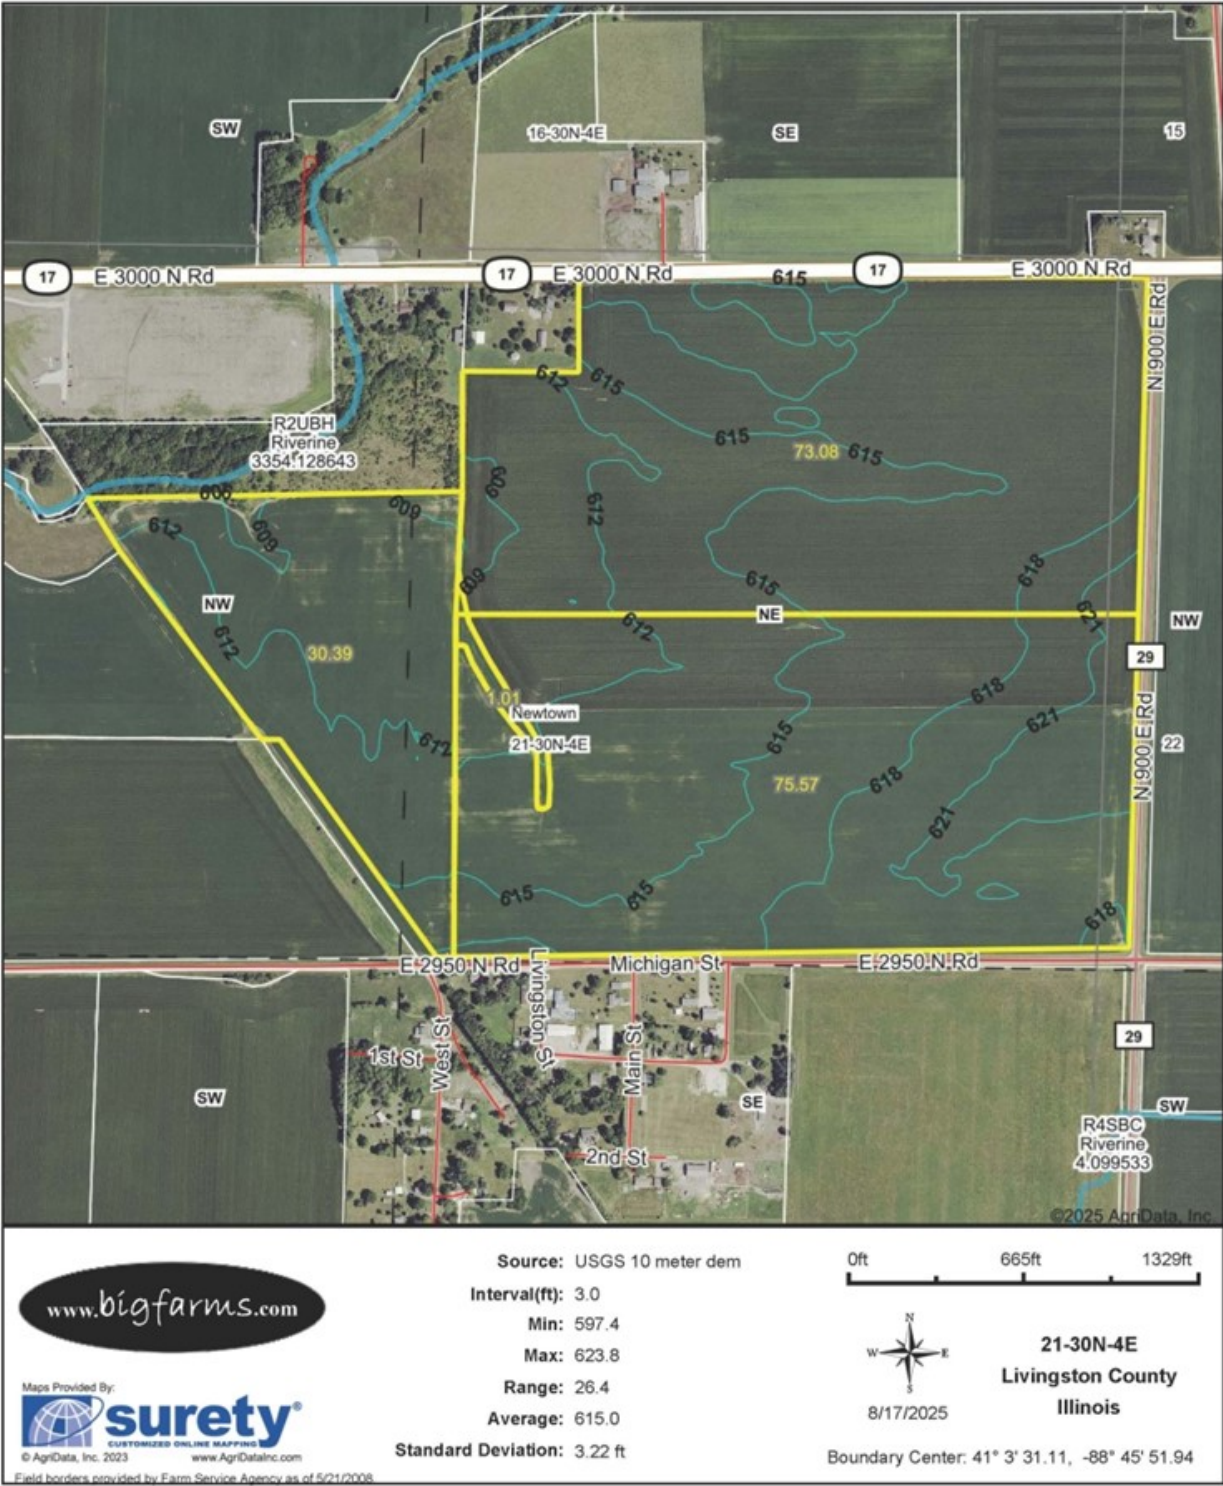 SW
16-30N-4E
SE
15
17
E 3000 N Rd
17
E 3000 N Rd
615
17
E 3000 N Rd
N 900 E Rd
612
615
R2UBH
Riverine
3354.128643
615
73.08
615
606
609
609
612
609
612
618
609
615
NW
612
NE
621
NW
612
30.39
29
1.01
Newtown
618
621
N 900 E Rd
612
21-30N-4E
615
22
75.57
618
621
615
615
618
E 2950 N Rd
Livingston St
Michigan St
E 2950 N Rd
29
West St
1st St
Main St
SW
SE
SW
R4SBC
Riverine
4.099533
2nd St
©2025 AgriData, Inc.
www.bigfarms.com
Maps Provided By:
surety®
CUSTOMIZED ONLINE MAPPING
© AgriData, Inc. 2023 www.AgriDataInc.com
Field borders provided by Farm Service Agency as of 5/21/2008.
Source: USGS 10 meter dem
Interval(ft): 3.0
Min: 597.4
Max: 623.8
Range: 26.4
Average: 615.0
Standard Deviation: 3.22 ft
0ft 665ft 1329ft
N
W E
S
8/17/2025
21-30N-4E
Livingston County
Illinois
Boundary Center: 41° 3' 31.11, -88° 45' 51.94